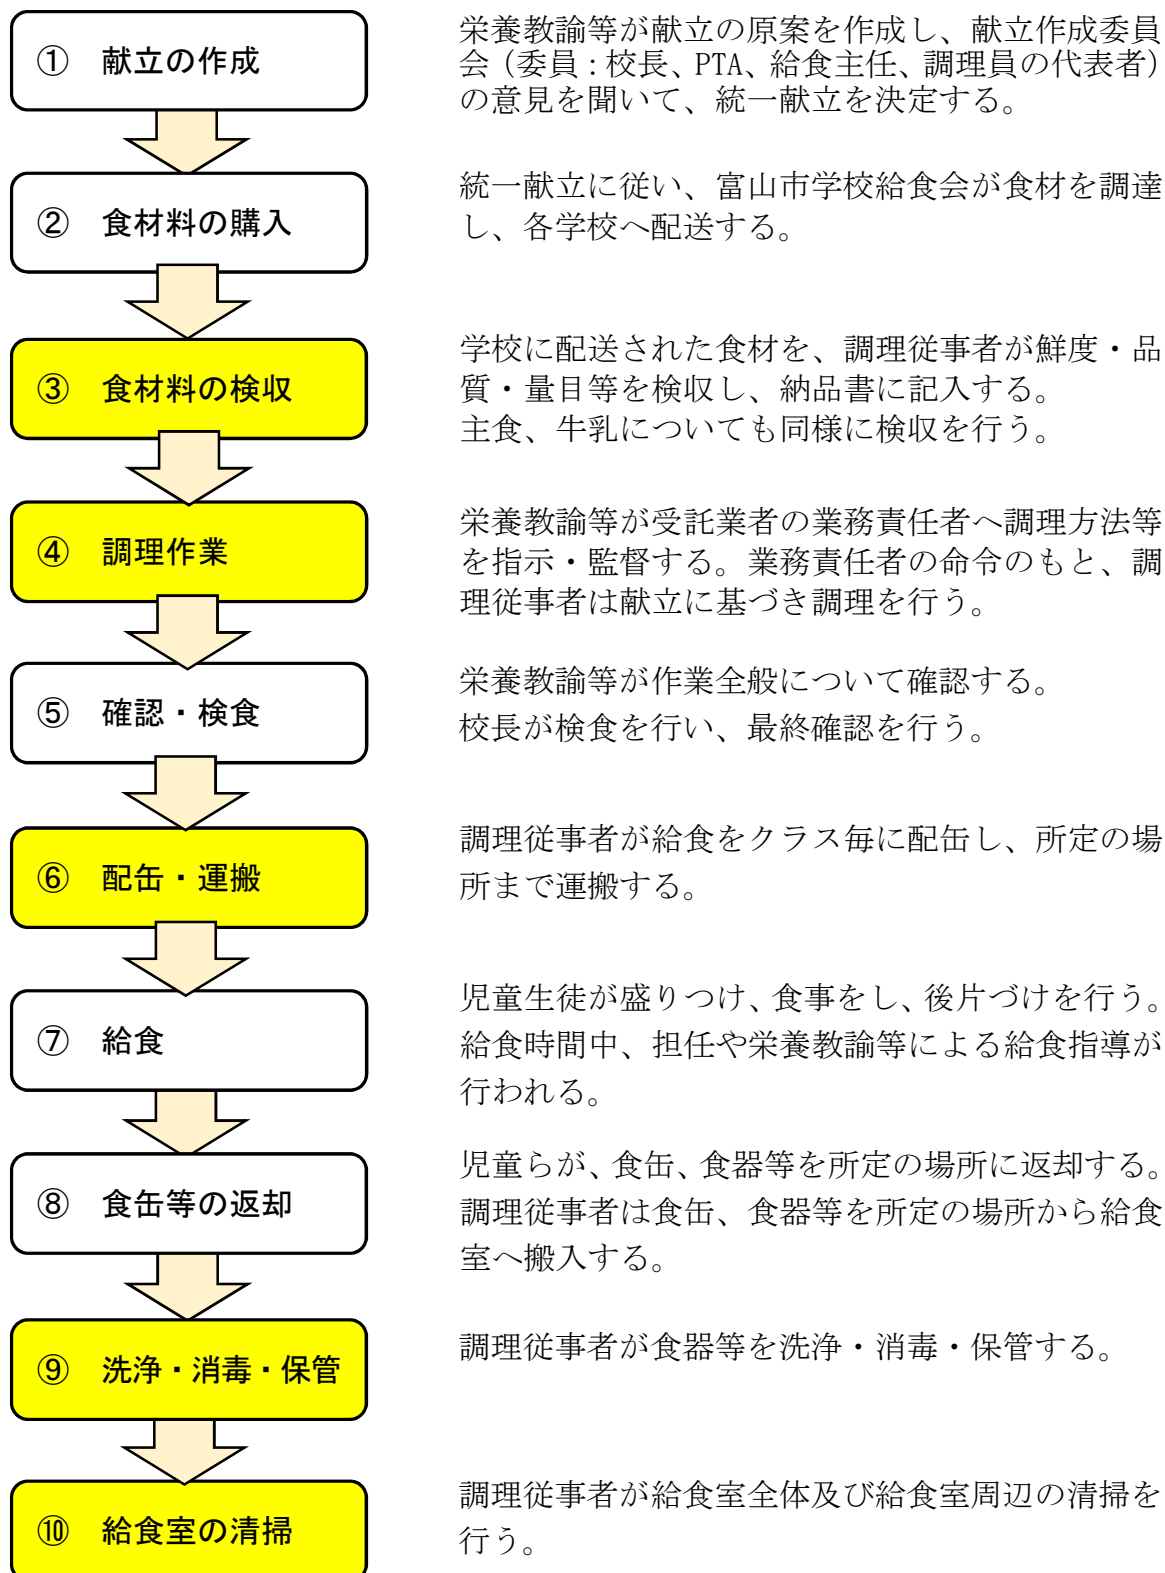 ① 献立の作成
栄養教諭等が献立の原案を作成し、献立作成委員
会（委員：校長、PTA、給食主任、調理員の代表者）
の意見を聞いて、統一献立を決定する。
② 食材料の購入
統一献立に従い、富山市学校給食会が食材を調達
し、各学校へ配送する。
③ 食材料の検収
学校に配送された食材を、調理従事者が鮮度・品
質・量目等を検収し、納品書に記入する。
主食、牛乳についても同様に検収を行う。
④ 調理作業
栄養教諭等が受託業者の業務責任者へ調理方法等
を指示・監督する。業務責任者の命令のもと、調
理従事者は献立に基づき調理を行う。
⑤ 確認・検食
栄養教諭等が作業全般について確認する。
校長が検食を行い、最終確認を行う。
⑥ 配缶・運搬
調理従事者が給食をクラス毎に配缶し、所定の場
所まで運搬する。
⑦ 給食
児童生徒が盛りつけ、食事をし、後片づけを行う。
給食時間中、担任や栄養教諭等による給食指導が
行われる。
⑧ 食缶等の返却
児童らが、食缶、食器等を所定の場所に返却する。
調理従事者は食缶、食器等を所定の場所から給食
室へ搬入する。
⑨ 洗浄・消毒・保管
調理従事者が食器等を洗浄・消毒・保管する。
⑩ 給食室の清掃
調理従事者が給食室全体及び給食室周辺の清掃を
行う。